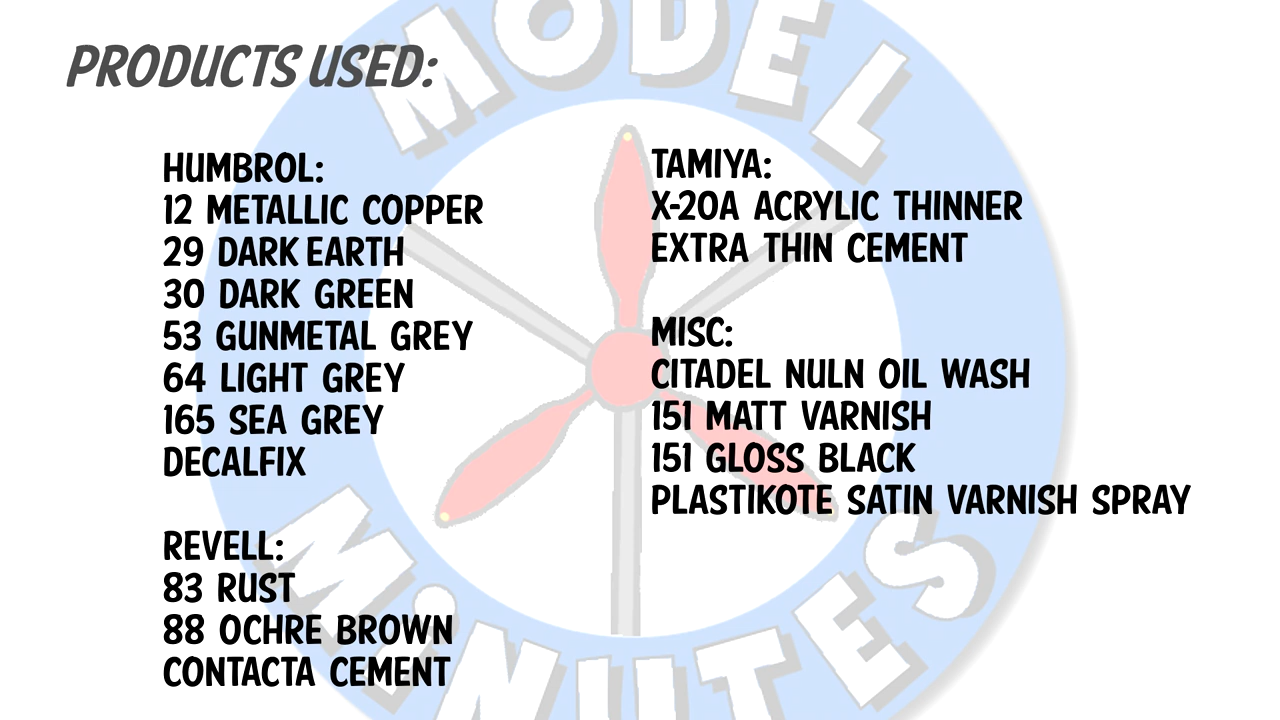 MODEL
PRODUCTS USED:
HUMBROL:
12 METALLIC COPPER
29 DARK EARTH
30 DARK GREEN
53 GUNMETAL GREY
64 LIGHT GREY
165 SEA GREY
DECALFIX
REVELL:
83 RUST
88 OCHRE BROWN
CONTACTA CEMENT
TAMIYA:
X-20A ACRYLIC THINNER
EXTRA THIN CEMENT
MISC:
CITADEL NULN OIL WASH
151 MATT VARNISH
151 GLOSS BLACK
PLASTIKOTE SATIN VARNISH SPRAY
MiNUTES